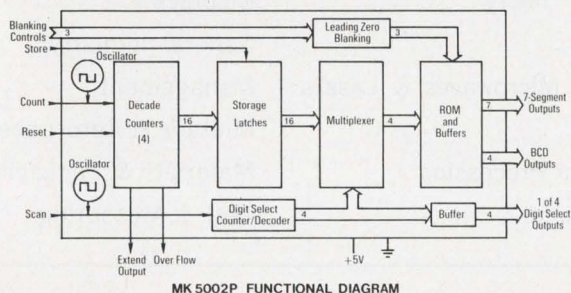 Blanking
Controls
3
Leading Zero
Blanking
3
Store
Oscillator
Count
Reset
Decade
Counters
(4)
16
Storage
Latches
16
Multiplexer
4
ROM
and
Buffers
7
7-Segment
Outputs
4
BCD
Outputs
Oscillator
Scan
Digit Select
Counter/Decoder
4
Buffer
4
1 of 4
Digit Select
Outputs
Extend
Output
Over Flow
+5V
MK 5002P FUNCTIONAL DIAGRAM